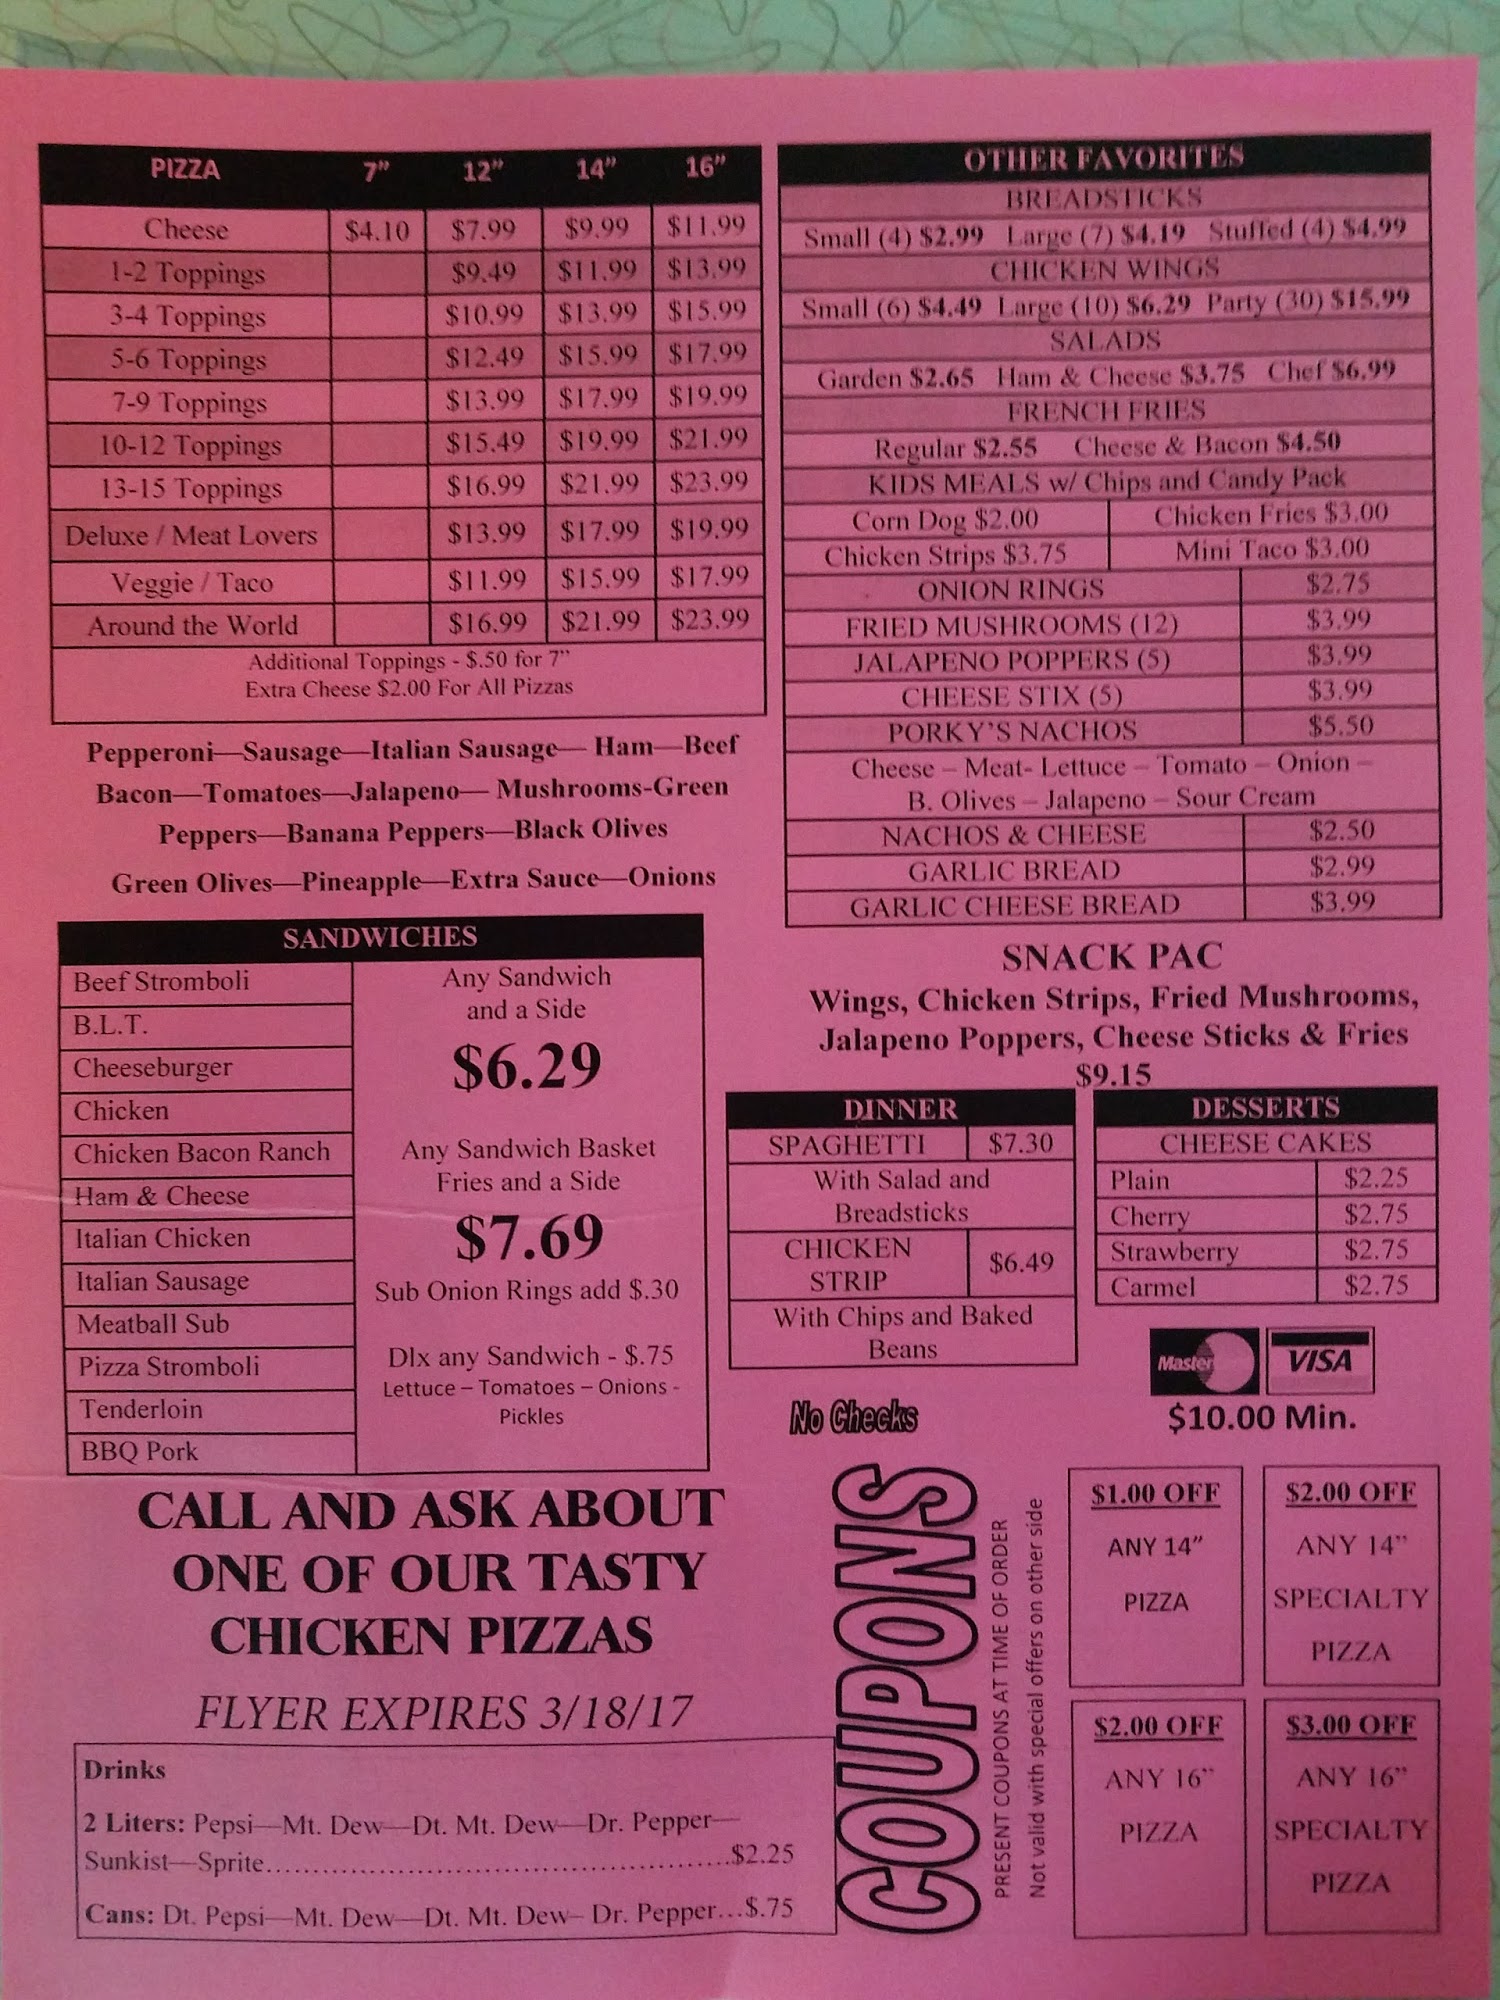 PIZZA 7" 12" 14" 16"
Cheese $4.10 $7.99 $9.99 $11.99
1-2 Toppings $9.49 $11.99 $13.99
3-4 Toppings $10.99 $13.99 $15.99
5-6 Toppings $12.49 $15.99 $17.99
7-9 Toppings $13.99 $17.99 $19.99
10-12 Toppings $15.49 $19.99 $21.99
13-15 Toppings $16.99 $21.99 $23.99
Deluxe / Meat Lovers $13.99 $17.99 $19.99
Veggie / Taco $11.99 $15.99 $17.99
Around the World $16.99 $21.99 $23.99
Additional Toppings - $.50 for 7"
Extra Cheese $2.00 For All Pizzas
Pepperoni—Sausage—Italian Sausage— Ham—Beef
Bacon—Tomatoes—Jalapeno— Mushrooms-Green
Peppers—Banana Peppers—Black Olives
Green Olives—Pineapple—Extra Sauce—Onions
OTHER FAVORITES
BREADSTICKS
Small (4) $2.99 Large (7) $4.19 Stuffed (4) $4.99
CHICKEN WINGS
Small (6) $4.49 Large (10) $6.29 Party (30) $15.99
SALADS
Garden $2.65 Ham & Cheese $3.75 Chef $6.99
FRENCH FRIES
Regular $2.55 Cheese & Bacon $4.50
KIDS MEALS w/ Chips and Candy Pack
Corn Dog $2.00 Chicken Fries $3.00
Chicken Strips $3.75 Mini Taco $3.00
ONION RINGS $2.75
FRIED MUSHROOMS (12) $3.99
JALAPENO POPPERS (5) $3.99
CHEESE STIX (5) $3.99
PORKY'S NACHOS $5.50
Cheese – Meat- Lettuce – Tomato – Onion –
B. Olives – Jalapeno – Sour Cream
NACHOS & CHEESE $2.50
GARLIC BREAD $2.99
GARLIC CHEESE BREAD $3.99
SNACK PAC
Wings, Chicken Strips, Fried Mushrooms,
Jalapeno Poppers, Cheese Sticks & Fries
$9.15
SANDWICHES
Beef Stromboli
B.L.T.
Cheeseburger
Chicken
Chicken Bacon Ranch
Ham & Cheese
Italian Chicken
Italian Sausage
Meatball Sub
Pizza Stromboli
Tenderloin
BBQ Pork
Any Sandwich
and a Side
$6.29
Any Sandwich Basket
Fries and a Side
$7.69
Sub Onion Rings add $.30
Dlx any Sandwich - $.75
Lettuce – Tomatoes – Onions -
Pickles
DINNER
SPAGHETTI $7.30
With Salad and
Breadsticks
CHICKEN
STRIP $6.49
With Chips and Baked
Beans
DESSERTS
CHEESE CAKES
Plain $2.25
Cherry $2.75
Strawberry $2.75
Carmel $2.75
MasterCard VISA
No Checks
$10.00 Min.
CALL AND ASK ABOUT
ONE OF OUR TASTY
CHICKEN PIZZAS
FLYER EXPIRES 3/18/17
Drinks
2 Liters: Pepsi—Mt. Dew—Dt. Mt. Dew—Dr. Pepper—
Sunkist—Sprite...............................................$2.25
Cans: Dt. Pepsi—Mt. Dew—Dt. Mt. Dew– Dr. Pepper...$.75
COUPONS
PRESENT COUPONS AT TIME OF ORDER
Not valid with special offers on other side
$1.00 OFF
ANY 14"
PIZZA
$2.00 OFF
ANY 14"
SPECIALTY
PIZZA
$2.00 OFF
ANY 16"
PIZZA
$3.00 OFF
ANY 16"
SPECIALTY
PIZZA